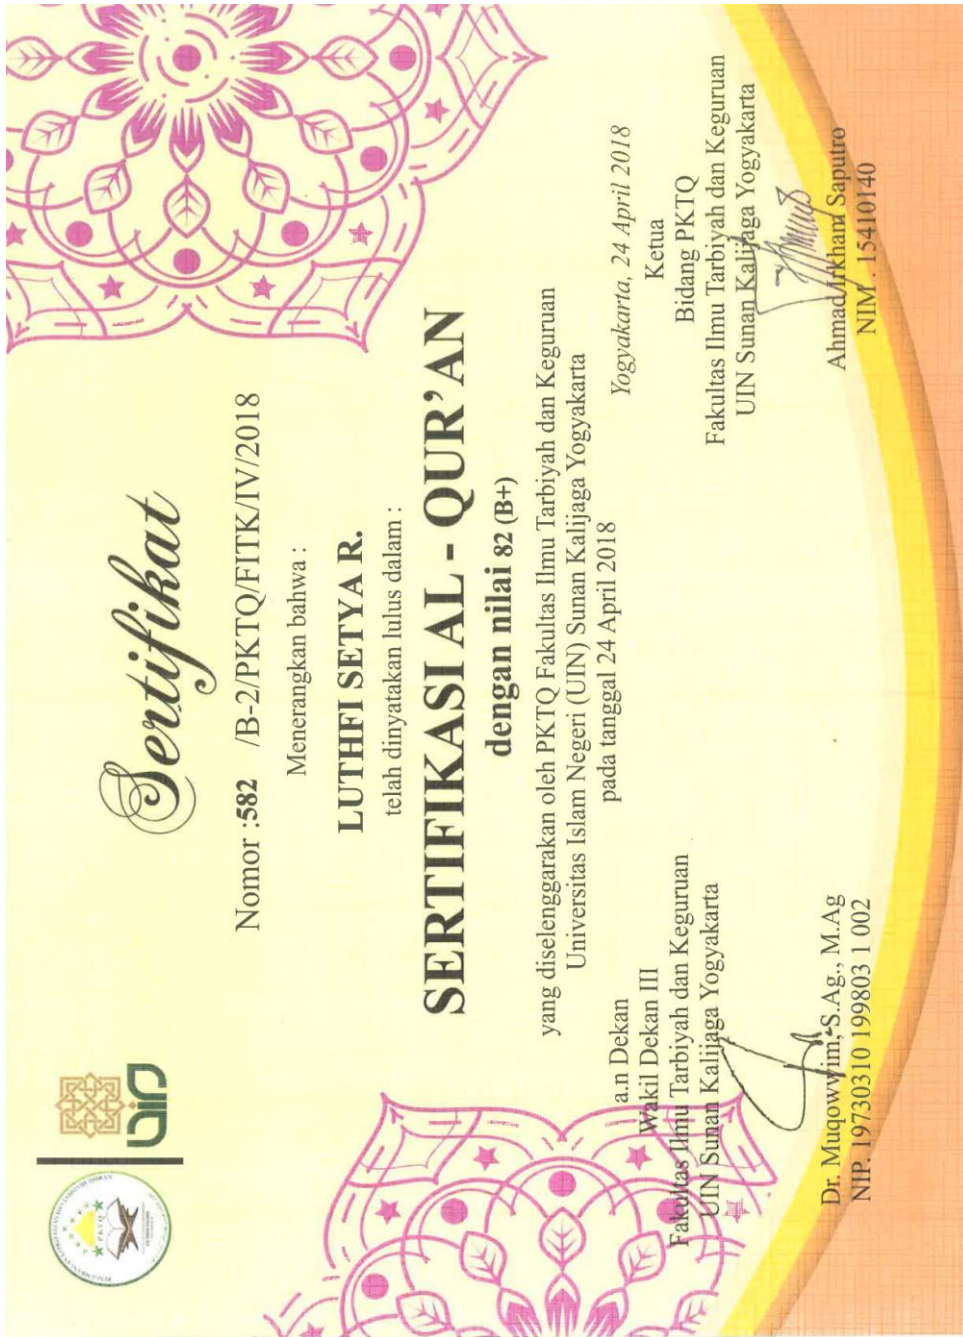 PKTQ
UIN
Sertifikat
Nomor :582 /B-2/PKTQ/FITK/IV/2018
Menerangkan bahwa :
LUTHFI SETYA R.
telah dinyatakan lulus dalam :
SERTIFIKASI AL - QUR'AN
dengan nilai 82 (B+)
yang diselenggarakan oleh PKTQ Fakultas Ilmu Tarbiyah dan Keguruan
Universitas Islam Negeri (UIN) Sunan Kalijaga Yogyakarta
pada tanggal 24 April 2018
Yogyakarta, 24 April 2018
a.n Dekan
Wakil Dekan III
Fakultas Ilmu Tarbiyah dan Keguruan
UIN Sunan Kalijaga Yogyakarta
Dr. Muqowwim, S.Ag., M.Ag
NIP. 19730310 199803 1 002
Ketua
Bidang PKTQ
Fakultas Ilmu Tarbiyah dan Keguruan
UIN Sunan Kalijaga Yogyakarta
Ahmad Irkham Saputro
NIM . 15410140